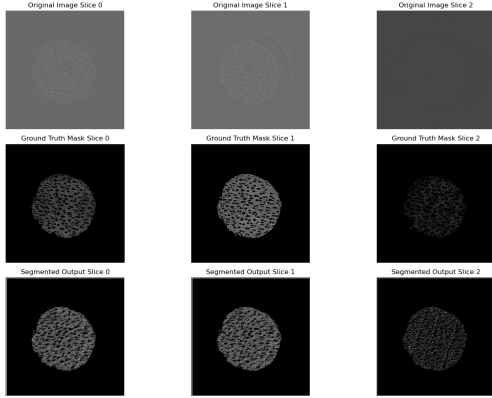 Original Image Slice 0
Original Image Slice 1
Original Image Slice 2
Ground Truth Mask Slice 0
Ground Truth Mask Slice 1
Ground Truth Mask Slice 2
Segmented Output Slice 0
Segmented Output Slice 1
Segmented Output Slice 2